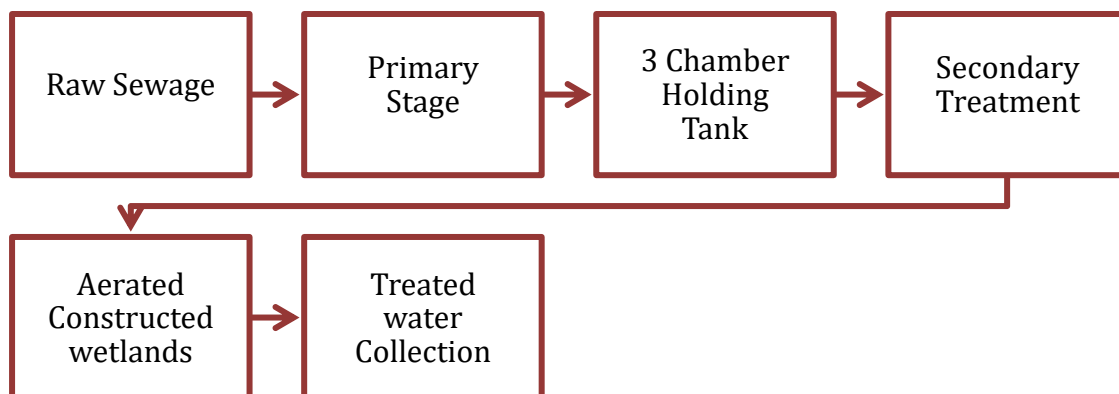 Raw Sewage
Primary
Stage
3 Chamber
Holding
Tank
Secondary
Treatment
Aerated
Constructed
wetlands
Treated
water
Collection